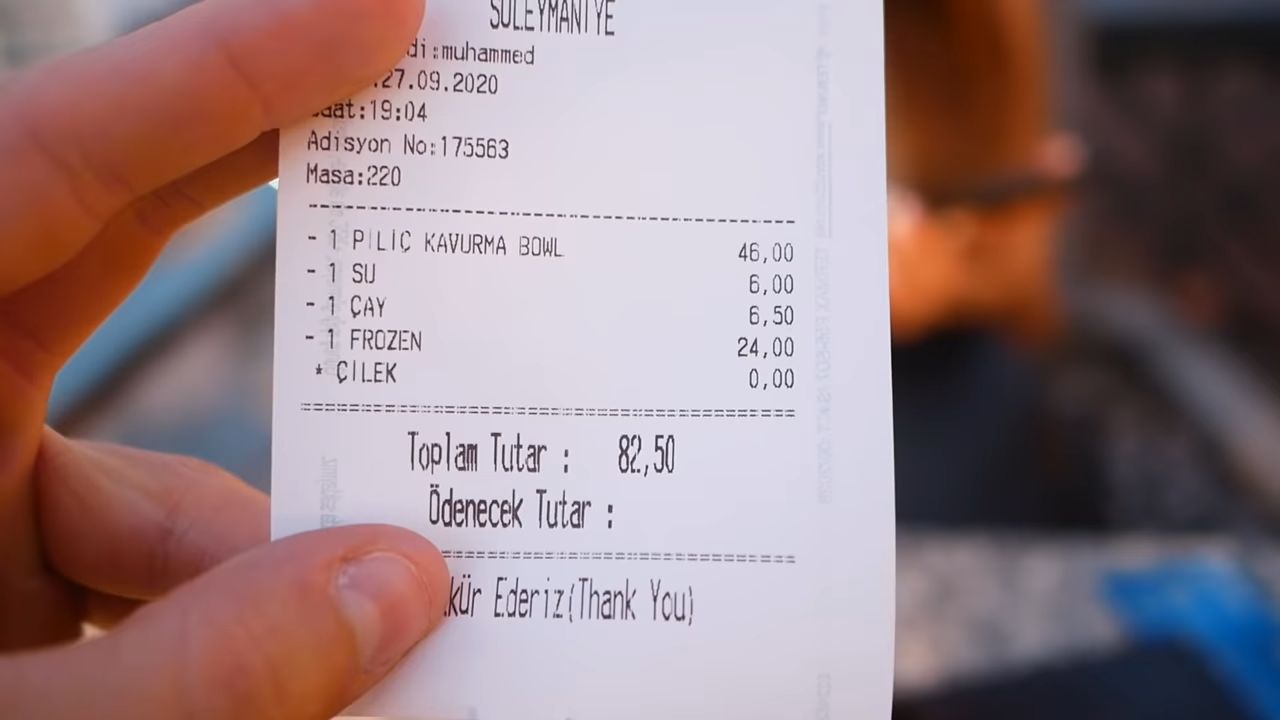 SÜLEYMANİYE
di:muhammed
27.09.2020
Saat:19:04
Adisyon No:175563
Masa:220
- 1 PİLİÇ KAVURMA BOWL 46,00
- 1 SU 6,00
- 1 ÇAY 6,50
- 1 FROZEN 24,00
* ÇİLEK 0,00
Toplam Tutar : 82,50
Ödenecek Tutar :
kür Ederiz(Thank You)